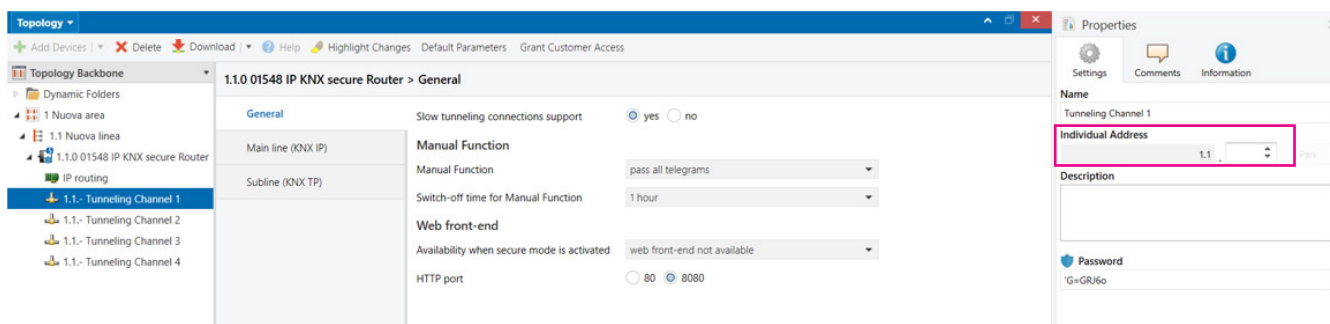 Topology
Add Devices Delete Download Help Highlight Changes Default Parameters Grant Customer Access
Topology Backbone
Dynamic Folders
1 Nuova area
1.1 Nuova linea
1.1.0 01548 IP KNX secure Router
IP routing
1.1.- Tunneling Channel 1
1.1.- Tunneling Channel 2
1.1.- Tunneling Channel 3
1.1.- Tunneling Channel 4
1.1.0 01548 IP KNX secure Router > General
General
Main line (KNX IP)
Subline (KNX TP)
Slow tunneling connections support yes no
Manual Function
Manual Function pass all telegrams
Switch-off time for Manual Function 1 hour
Web front-end
Availability when secure mode is activated web front-end not available
HTTP port 80 8080
Properties
Settings Comments Information
Name
Tunneling Channel 1
Individual Address
1.1 . Park
Description
Password
'G=GRJ6o